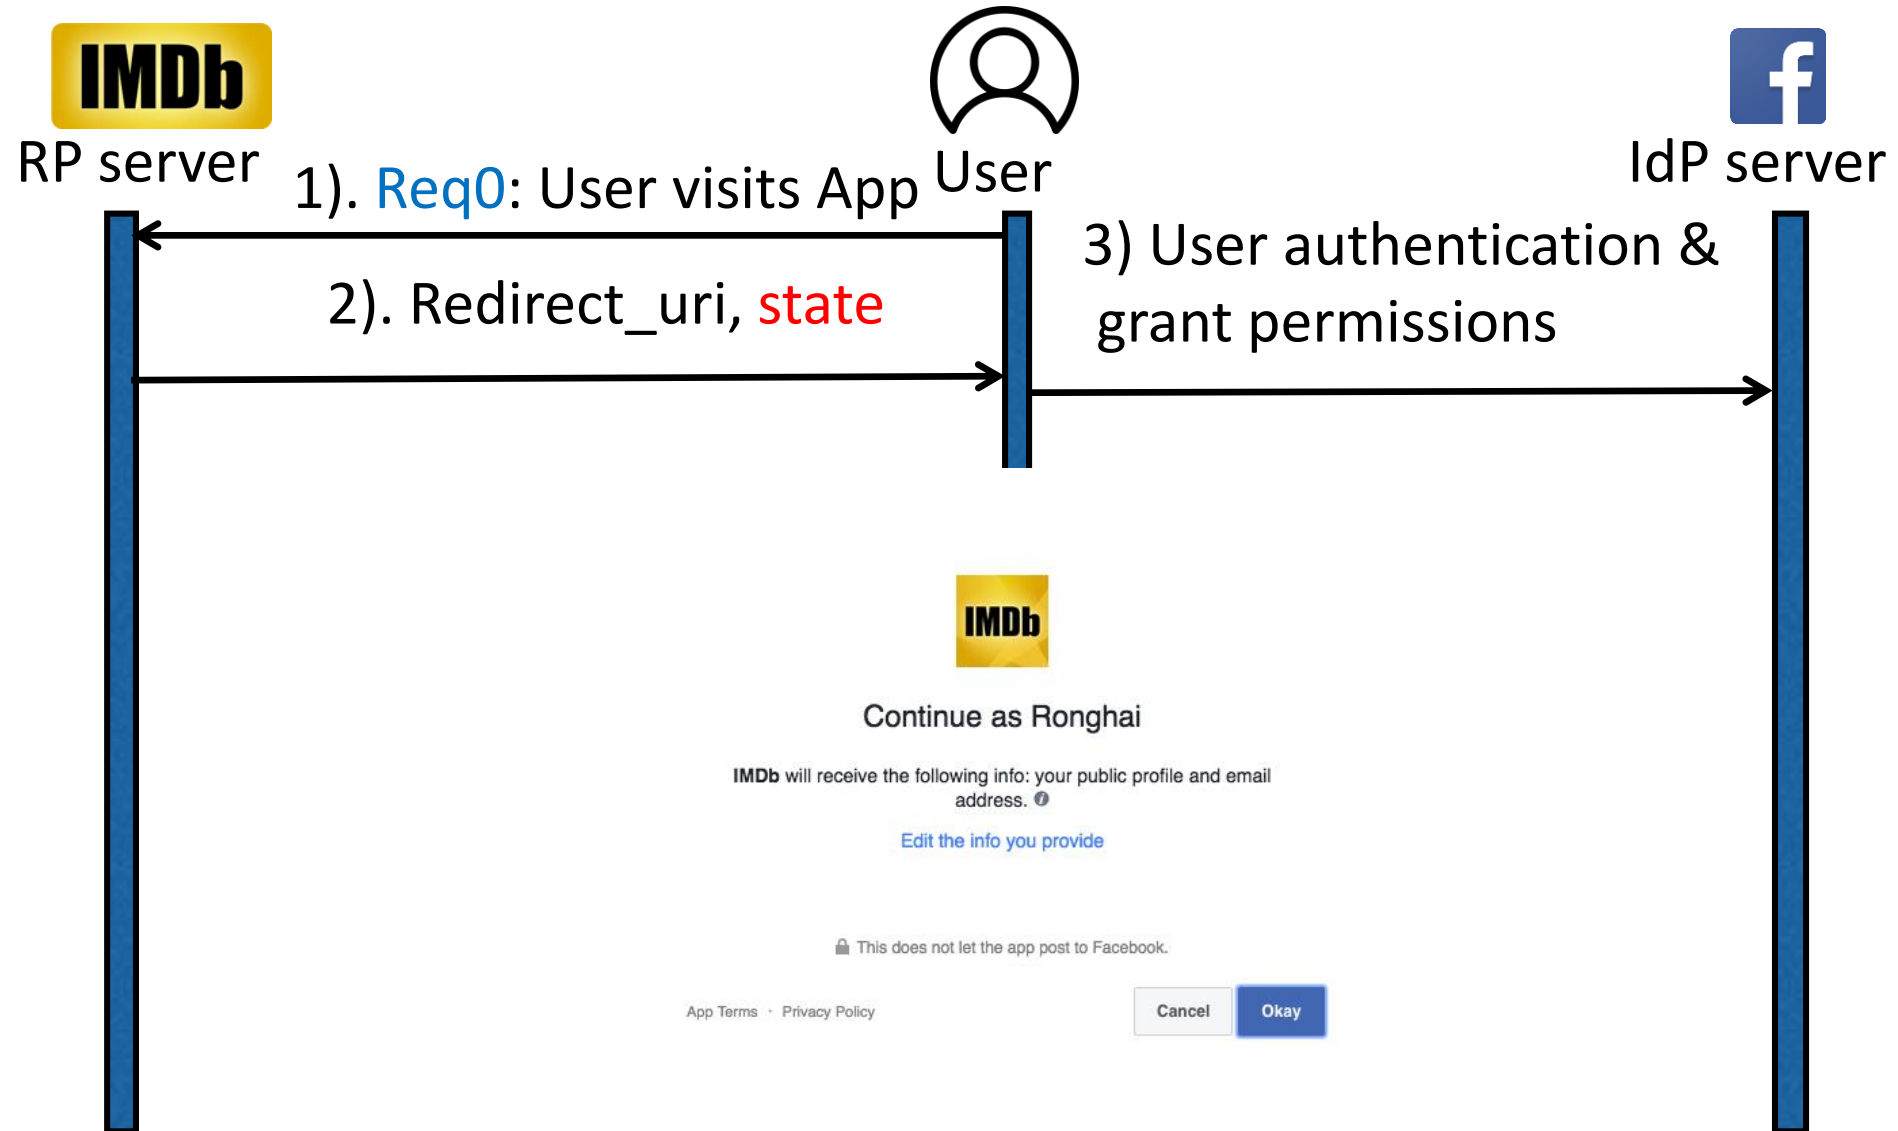 IMDb
RP server
User
IdP server
1). Req0: User visits App
2). Redirect_uri, state
3) User authentication &
grant permissions
IMDb
Continue as Ronghai
IMDb will receive the following info: your public profile and email
address.
Edit the info you provide
This does not let the app post to Facebook.
App Terms · Privacy Policy
Cancel
Okay